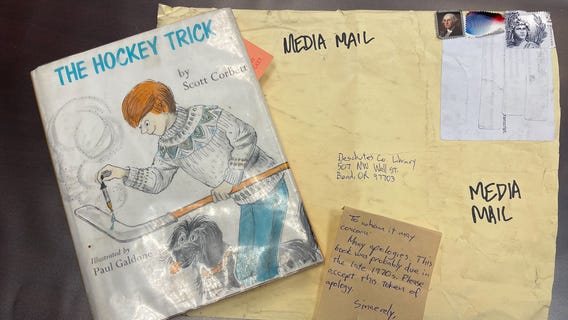 THE HOCKEY TRICK
by
Scott Corbett
Illustrated by
Paul Galdone
MEDIA MAIL
Deschutes Co. Library
507 NW Wall St.
Bend, OR 97703
MEDIA
MAIL
To whom it may
concern
Many apologies. This
book was probably due in
the late 1970s. Please
accept this token of
apology.
Sincerely,